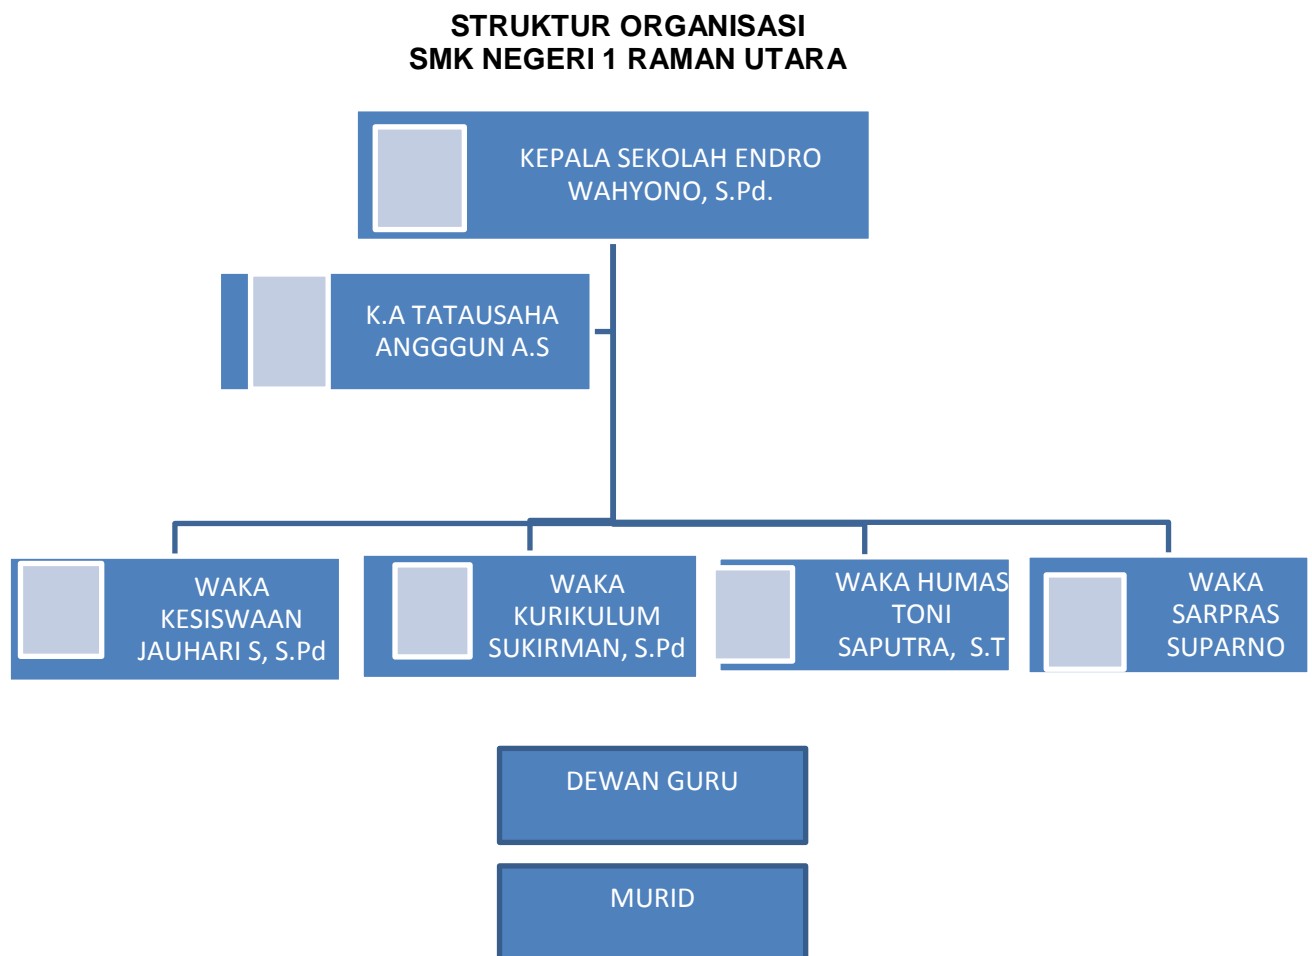 STRUKTUR ORGANISASI
SMK NEGERI 1 RAMAN UTARA
KEPALA SEKOLAH ENDRO
WAHYONO, S.Pd.
K.A TATAUSAHA
ANGGGUN A.S
WAKA
KESISWAAN
JAUHARI S, S.Pd
WAKA
KURIKULUM
SUKIRMAN, S.Pd
WAKA HUMAS
TONI
SAPUTRA, S.T
WAKA
SARPRAS
SUPARNO
DEWAN GURU
MURID